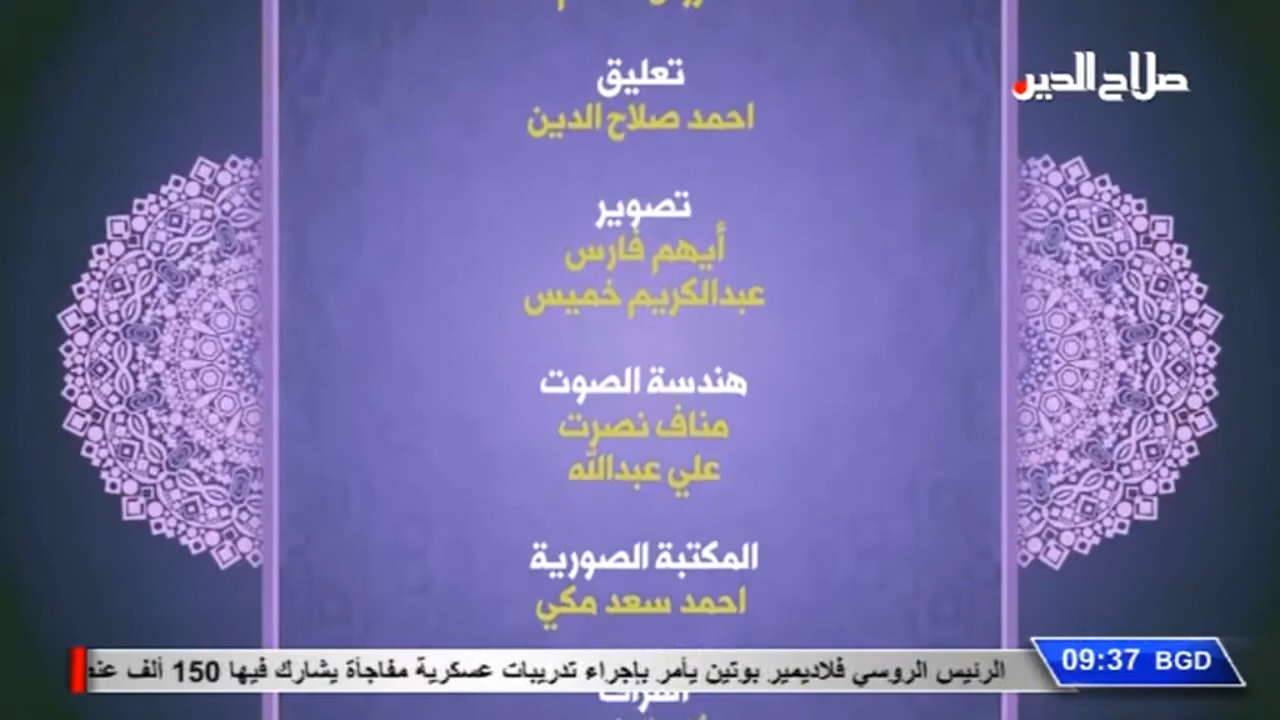 تعليق
صلاح الدين
احمد صلاح الدين
تصوير
أيهم فارس
عبدالكريم خميس
هندسة الصوت
مناف نصرت
علي عبدالله
المكتبة الصورية
احمد سعد مكي
الرئيس الروسي فلاديمير بوتين يأمر بإجراء تدريبات عسكرية مفاجأة يشارك فيها 150 ألف
09:37 BGD